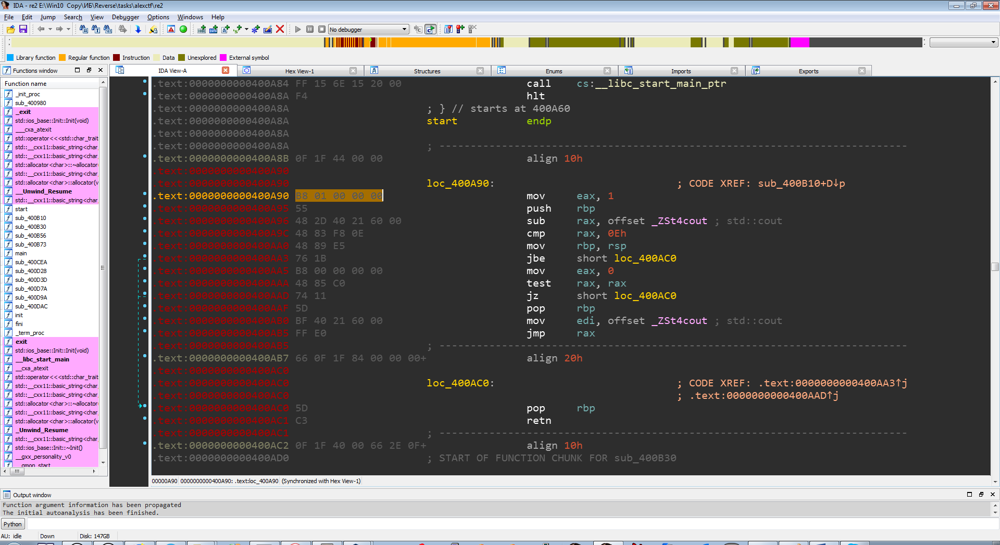 IDA - re2 E:\Win10 Copy\ИБ\Reverse\tasks\alexctf\re2
File Edit Jump Search View Debugger Options Windows Help
No debugger
Library function Regular function Instruction Data Unexplored External symbol
Functions window
IDA View-A Hex View-1 Structures Enums Imports Exports
Function name
_init_proc
sub_400980
_exit
std::ios_base::Init::Init(void)
___cxa_atexit
std::operator<<<std::char_trait
std::__cxx11::basic_string<char,
std::__cxx11::basic_string<char,
std::allocator<char>::~allocator
std::__cxx11::basic_string<char,
std::allocator<char>::allocator(v
__Unwind_Resume
std::__cxx11::basic_string<char,
start
sub_400B10
sub_400B30
sub_400B56
sub_400B73
main
sub_400CEA
sub_400D28
sub_400D3D
sub_400D7A
sub_400D9A
sub_400DAC
init
fini
_term_proc
exit
std::ios_base::Init::Init(void)
__libc_start_main
__cxa_atexit
std::operator<<<std::char_trait
std::__cxx11::basic_string<char,
std::__cxx11::basic_string<char,
std::allocator<char>::~allocator
std::__cxx11::basic_string<char,
std::allocator<char>::allocator(v
_Unwind_Resume
std::__cxx11::basic_string<char,
std::ios_base::Init::~Init()
__gxx_personality_v0
__gmon_start
.text:0000000000400A84 FF 15 6E 15 20 00 call cs:__libc_start_main_ptr
.text:0000000000400A8A F4 hlt
.text:0000000000400A8A ; } // starts at 400A60
.text:0000000000400A8A start endp
.text:0000000000400A8A
.text:0000000000400A8A ; ---------------------------------------------------------------------------
.text:0000000000400A8B 0F 1F 44 00 00 align 10h
.text:0000000000400A90
.text:0000000000400A90 loc_400A90: ; CODE XREF: sub_400B10+D↓p
.text:0000000000400A90 B8 01 00 00 00 mov eax, 1
.text:0000000000400A95 55 push rbp
.text:0000000000400A96 48 2D 40 21 60 00 sub rax, offset _ZSt4cout ; std::cout
.text:0000000000400A9C 48 83 F8 0E cmp rax, 0Eh
.text:0000000000400AA0 48 89 E5 mov rbp, rsp
.text:0000000000400AA3 76 1B jbe short loc_400AC0
.text:0000000000400AA5 B8 00 00 00 00 mov eax, 0
.text:0000000000400AAA 48 85 C0 test rax, rax
.text:0000000000400AAD 74 11 jz short loc_400AC0
.text:0000000000400AAF 5D pop rbp
.text:0000000000400AB0 BF 40 21 60 00 mov edi, offset _ZSt4cout ; std::cout
.text:0000000000400AB5 FF E0 jmp rax
.text:0000000000400AB5 ; ---------------------------------------------------------------------------
.text:0000000000400AB7 66 0F 1F 84 00 00 00+ align 20h
.text:0000000000400AC0
.text:0000000000400AC0 loc_400AC0: ; CODE XREF: .text:0000000000400AA3↑j
.text:0000000000400AC0 ; .text:0000000000400AAD↑j
.text:0000000000400AC0 5D pop rbp
.text:0000000000400AC1 C3 retn
.text:0000000000400AC1 ; ---------------------------------------------------------------------------
.text:0000000000400AC2 0F 1F 40 00 66 2E 0F+ align 10h
.text:0000000000400AD0 ; START OF FUNCTION CHUNK FOR sub_400B30
00000A90 0000000000400A90: .text:loc_400A90 (Synchronized with Hex View-1)
Output window
Function argument information has been propagated
The initial autoanalysis has been finished.
Python
AU: idle Down Disk: 147GB